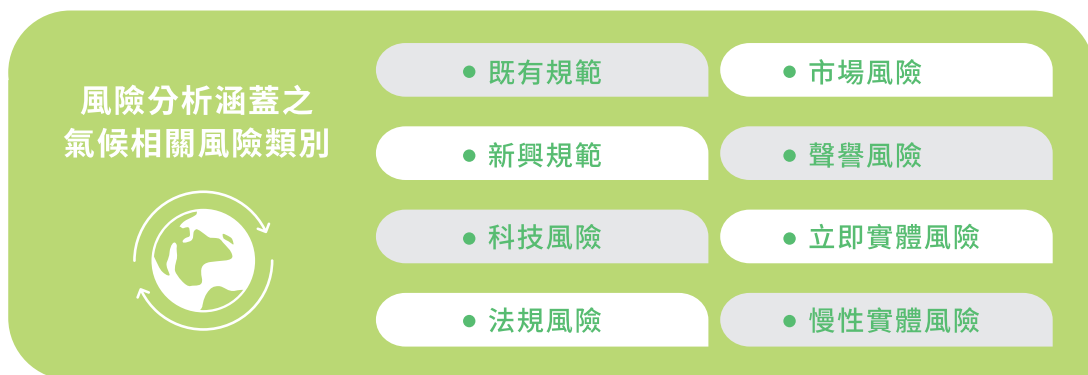 風險分析涵蓋之
氣候相關風險類別
● 既有規範
● 新興規範
● 科技風險
● 法規風險
● 市場風險
● 聲譽風險
● 立即實體風險
● 慢性實體風險